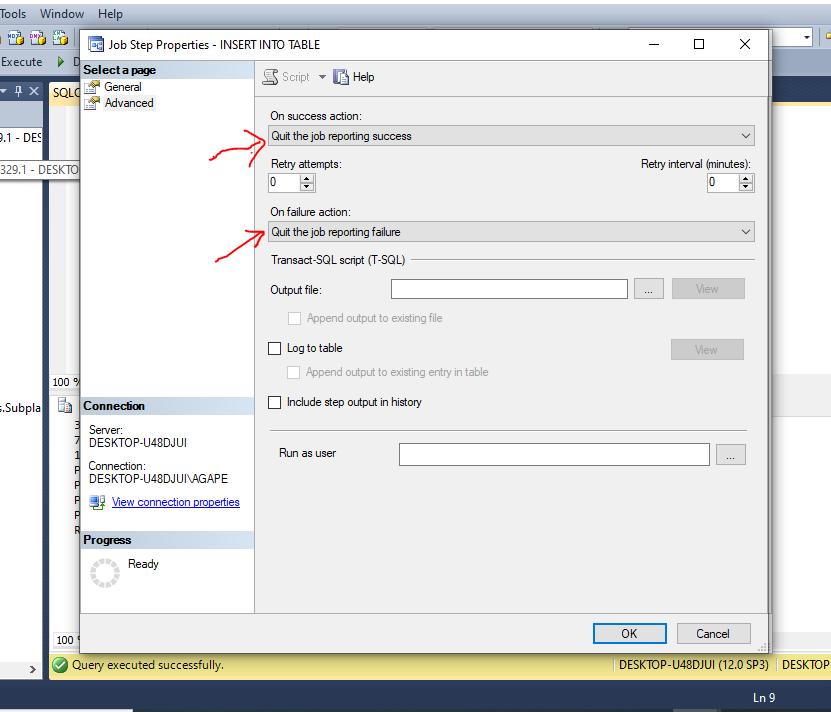 Tools Window Help
Execute
Job Step Properties - INSERT INTO TABLE
Select a page
General
Advanced
Script
Help
SQLC
9.1 - DESK
329.1 - DESKTO
On success action:
Quit the job reporting success
Retry attempts:
Retry interval (minutes):
0
0
On failure action:
Quit the job reporting failure
Transact-SQL script (T-SQL)
Output file:
...
View
Append output to existing file
Log to table
View
Append output to existing entry in table
100 %
s.Subpla
Include step output in history
Connection
Server:
DESKTOP-U48DJUI
Connection:
DESKTOP-U48DJUI\AGAPE
View connection properties
Run as user
...
3
7
1
P
P
P
P
R
Progress
Ready
OK
Cancel
100 %
Query executed successfully.
DESKTOP-U48DJUI (12.0 SP3)
DESKTOP
Ln 9